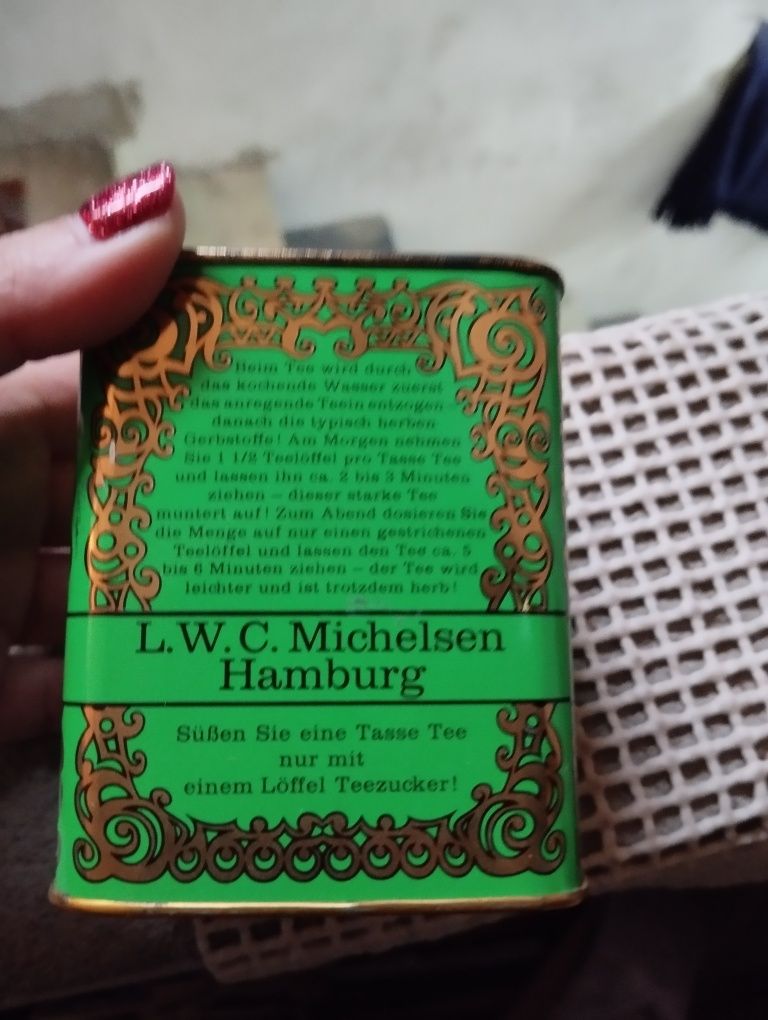 Beim Tee wird durch
das kochende Wasser zuerst
das anregende Teein entzogen –
danach die typisch herben
Gerbstoffe! Am Morgen nehmen
Sie 1 1/2 Teelöffel pro Tasse Tee
und lassen ihn ca. 2 bis 3 Minuten
ziehen – dieser starke Tee
muntert auf! Zum Abend dosieren Sie
die Menge auf nur einen gestrichenen
Teelöffel und lassen den Tee ca. 5
bis 6 Minuten ziehen – der Tee wird
leichter und ist trotzdem herb!
L.W.C. Michelsen
Hamburg
Süßen Sie eine Tasse Tee
nur mit
einem Löffel Teezucker!